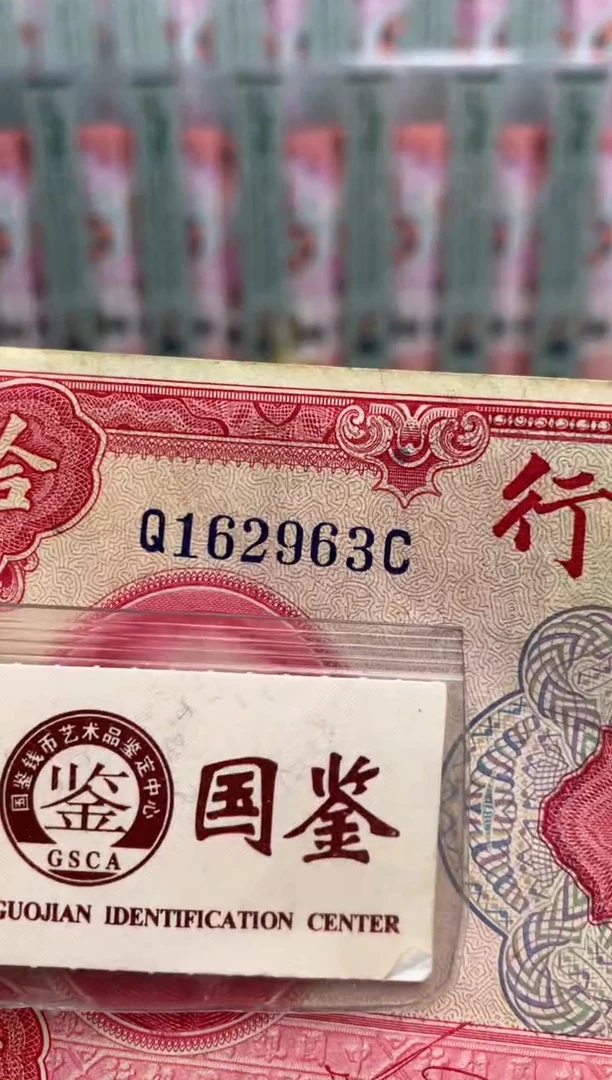 拾
行
Q162963C
国鉴钱币艺术品鉴定中心
鉴
GSCA
国鉴
GUOJIAN IDENTIFICATION CENTER